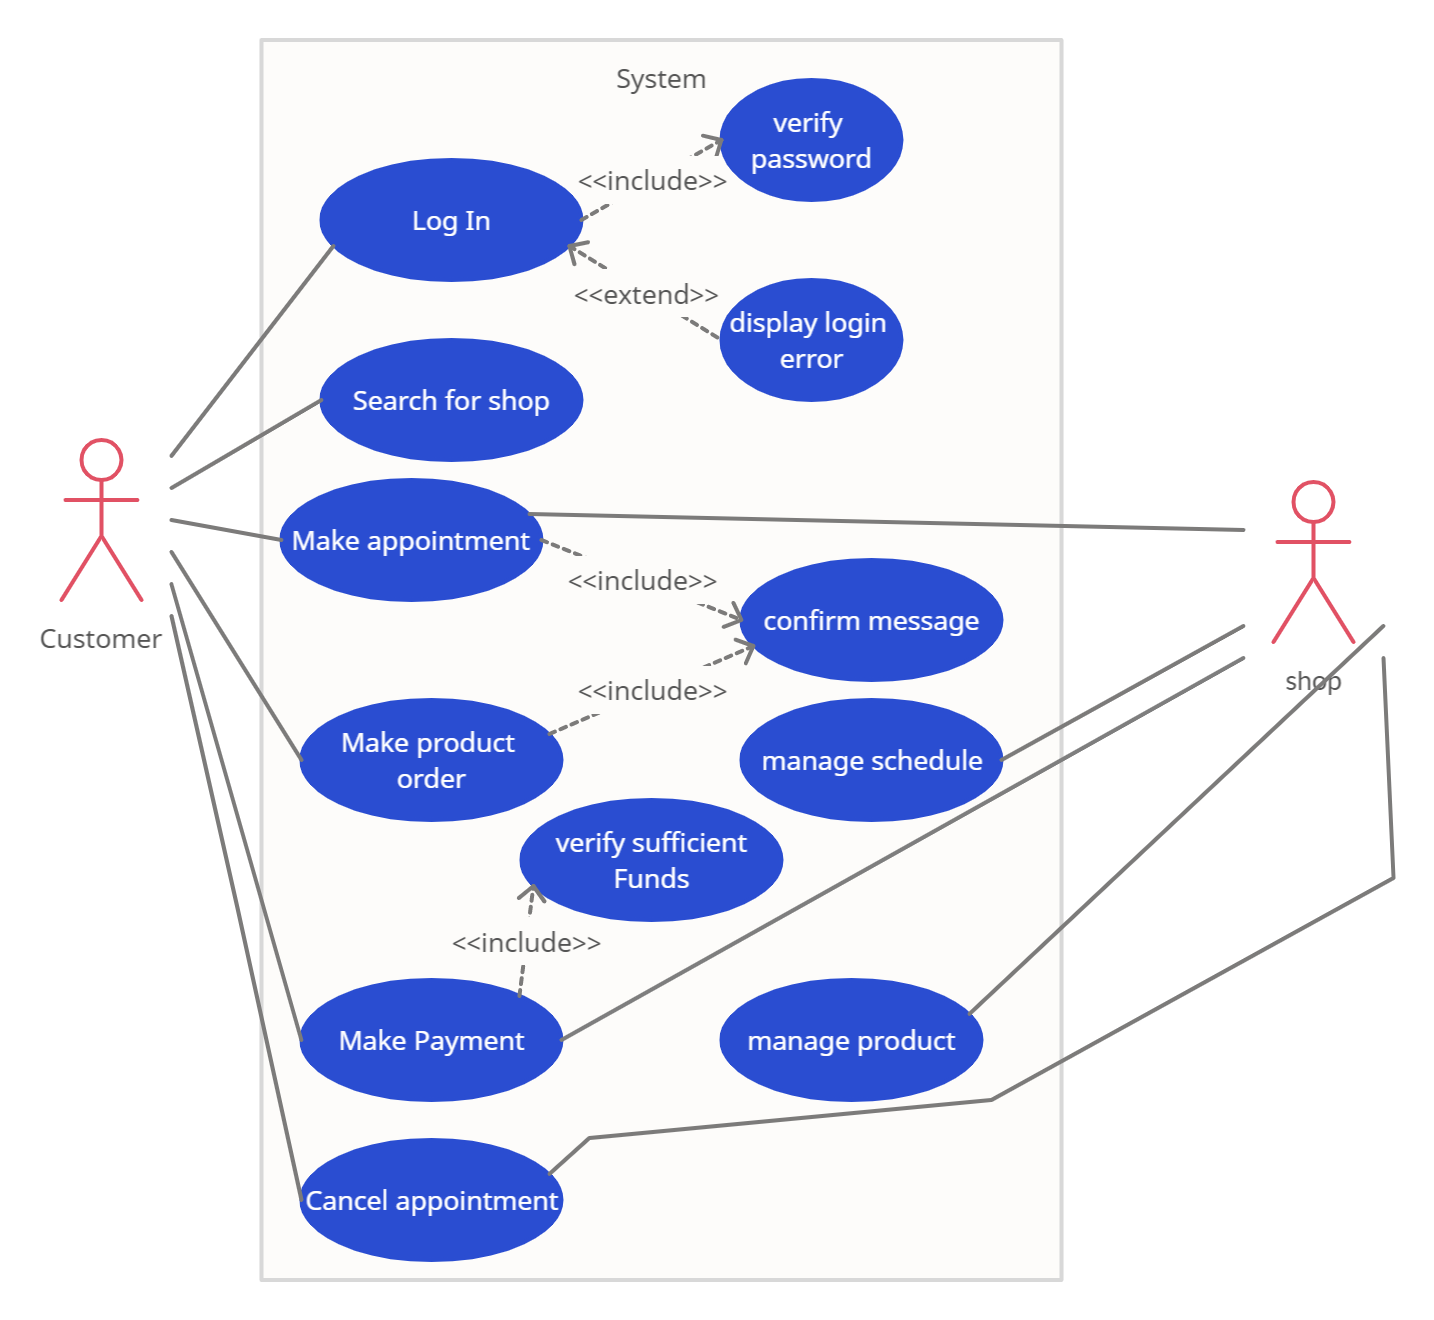 System
verify
password
<<include>>
Log In
<<extend>>
display login
error
Search for shop
Make appointment
<<include>>
confirm message
Customer
shop
<<include>>
Make product
order
manage schedule
verify sufficient
Funds
<<include>>
Make Payment
manage product
Cancel appointment